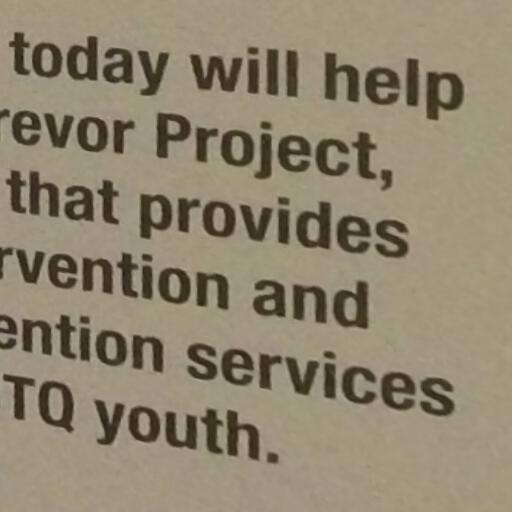 today will help
revor Project,
that provides
rvention and
ention services
TQ youth.